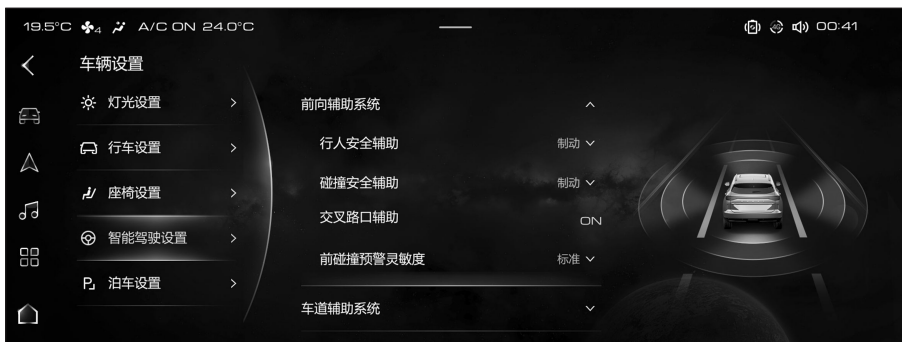 19.5°C 4 A/C ON 24.0°C 00:41
车辆设置
灯光设置
行车设置
座椅设置
智能驾驶设置
泊车设置
前向辅助系统
行人安全辅助 制动
碰撞安全辅助 制动
交叉路口辅助 ON
前碰撞预警灵敏度 标准
车道辅助系统